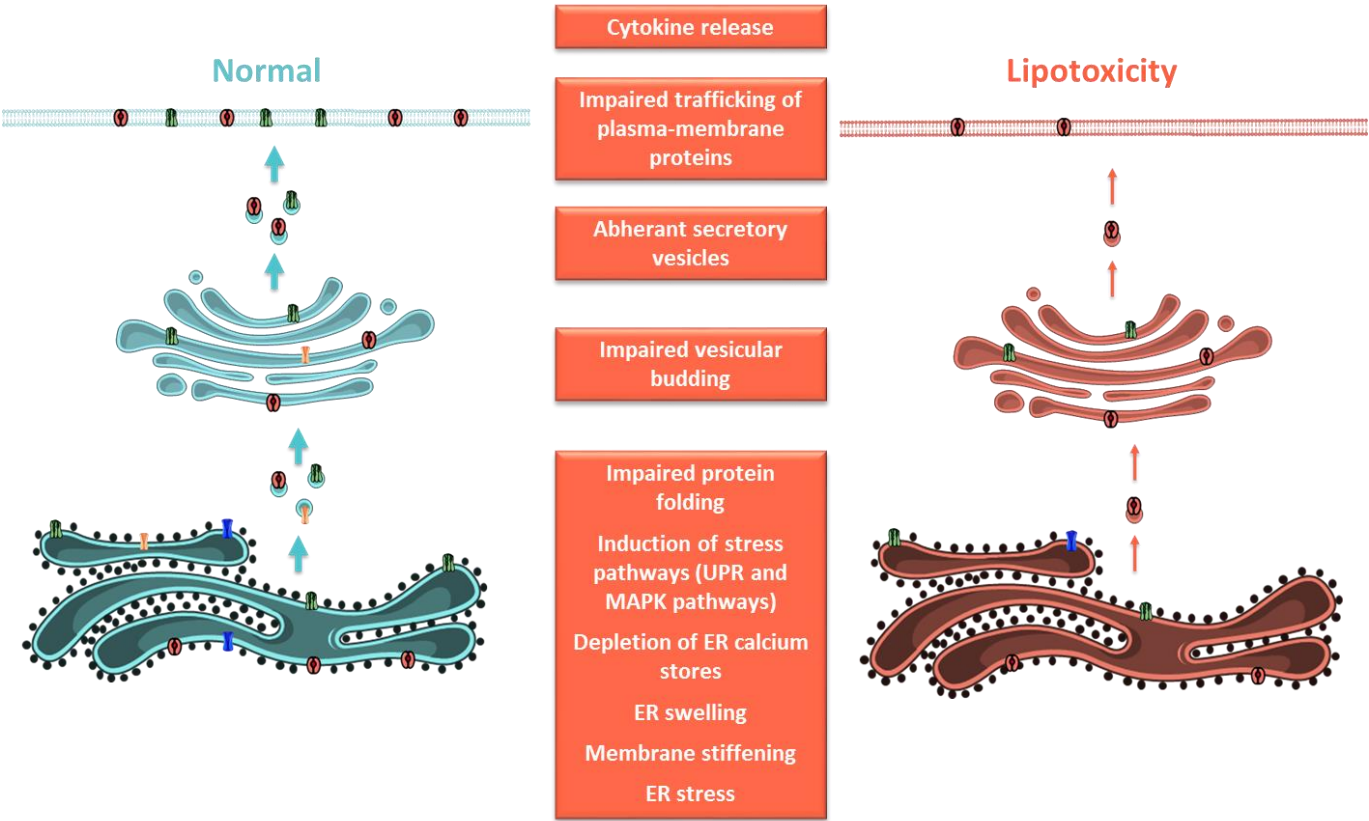 Cytokine release
Normal
Lipotoxicity
Impaired trafficking of
plasma-membrane
proteins
Abherant secretory
vesicles
Impaired vesicular
budding
Impaired protein
folding
Induction of stress
pathways (UPR and
MAPK pathways)
Depletion of ER calcium
stores
ER swelling
Membrane stiffening
ER stress